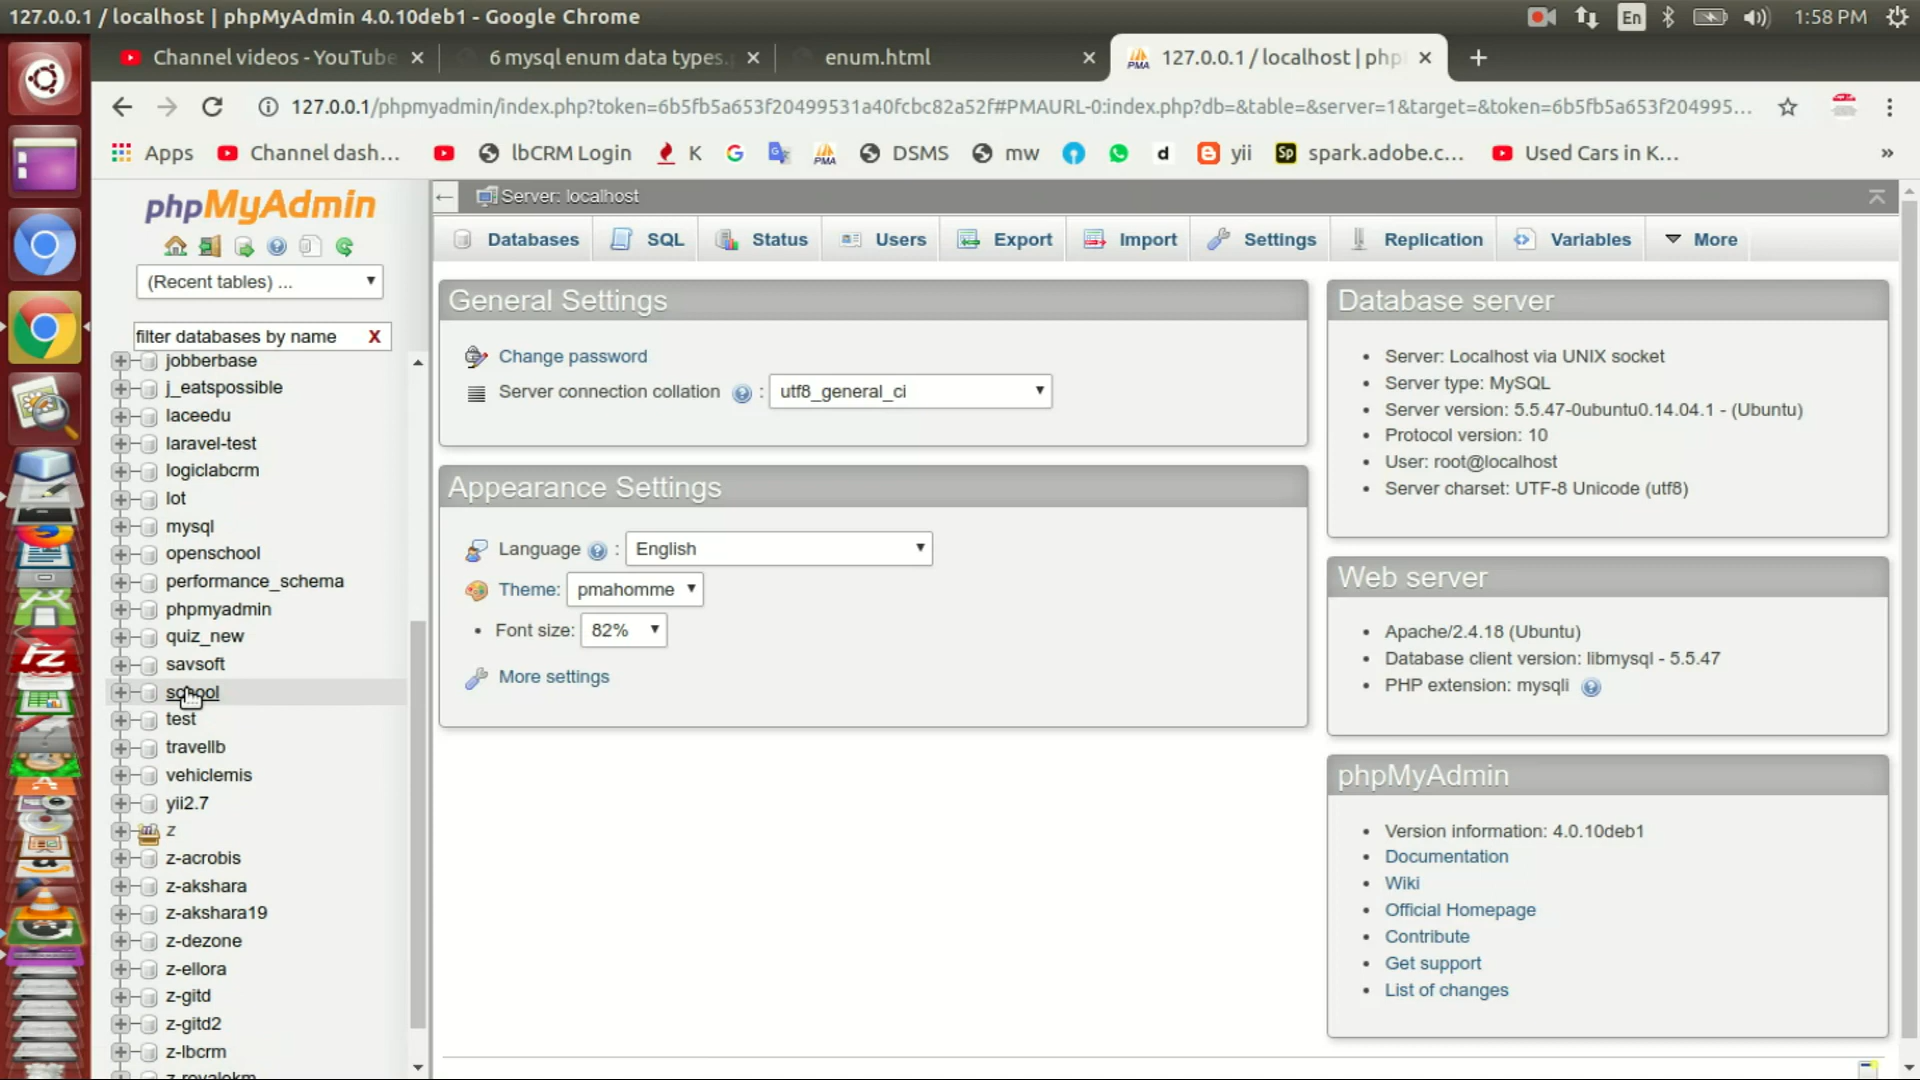 127.0.0.1 / localhost | phpMyAdmin 4.0.10deb1 - Google Chrome
En
1:58 PM
Channel videos - YouTube
6 mysql enum data types.
enum.html
127.0.0.1 / localhost | php
127.0.0.1/phpmyadmin/index.php?token=6b5fb5a653f20499531a40fcbc82a52f#PMAURL-0:index.php?db=&table=&server=1&target=&token=6b5fb5a653f204995...
Apps
Channel dash...
lbCRM Login
K
DSMS
mw
d
yii
Sp
spark.adobe.c...
Used Cars in K...
»
phpMyAdmin
(Recent tables) ...
filter databases by name
X
jobberbase
j_eatspossible
laceedu
laravel-test
logiclabcrm
lot
mysql
openschool
performance_schema
phpmyadmin
quiz_new
savsoft
school
test
travellb
vehiclemis
yii2.7
z
z-acrobis
z-akshara
z-akshara19
z-dezone
z-ellora
z-gitd
z-gitd2
z-lbcrm
Server: localhost
Databases
SQL
Status
Users
Export
Import
Settings
Replication
Variables
More
General Settings
Change password
Server connection collation : utf8_general_ci
Appearance Settings
Language : English
Theme: pmahomme
• Font size: 82%
More settings
Database server
• Server: Localhost via UNIX socket
• Server type: MySQL
• Server version: 5.5.47-0ubuntu0.14.04.1 - (Ubuntu)
• Protocol version: 10
• User: root@localhost
• Server charset: UTF-8 Unicode (utf8)
Web server
• Apache/2.4.18 (Ubuntu)
• Database client version: libmysql - 5.5.47
• PHP extension: mysqli
phpMyAdmin
• Version information: 4.0.10deb1
• Documentation
• Wiki
• Official Homepage
• Contribute
• Get support
• List of changes